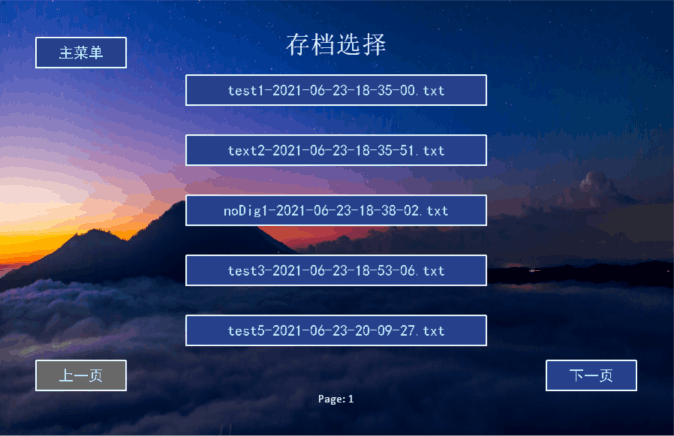 存档选择
主菜单
test1-2021-06-23-18-35-00.txt
text2-2021-06-23-18-35-51.txt
noDig1-2021-06-23-18-38-02.txt
test3-2021-06-23-18-53-06.txt
test5-2021-06-23-20-09-27.txt
上一页
下一页
Page: 1